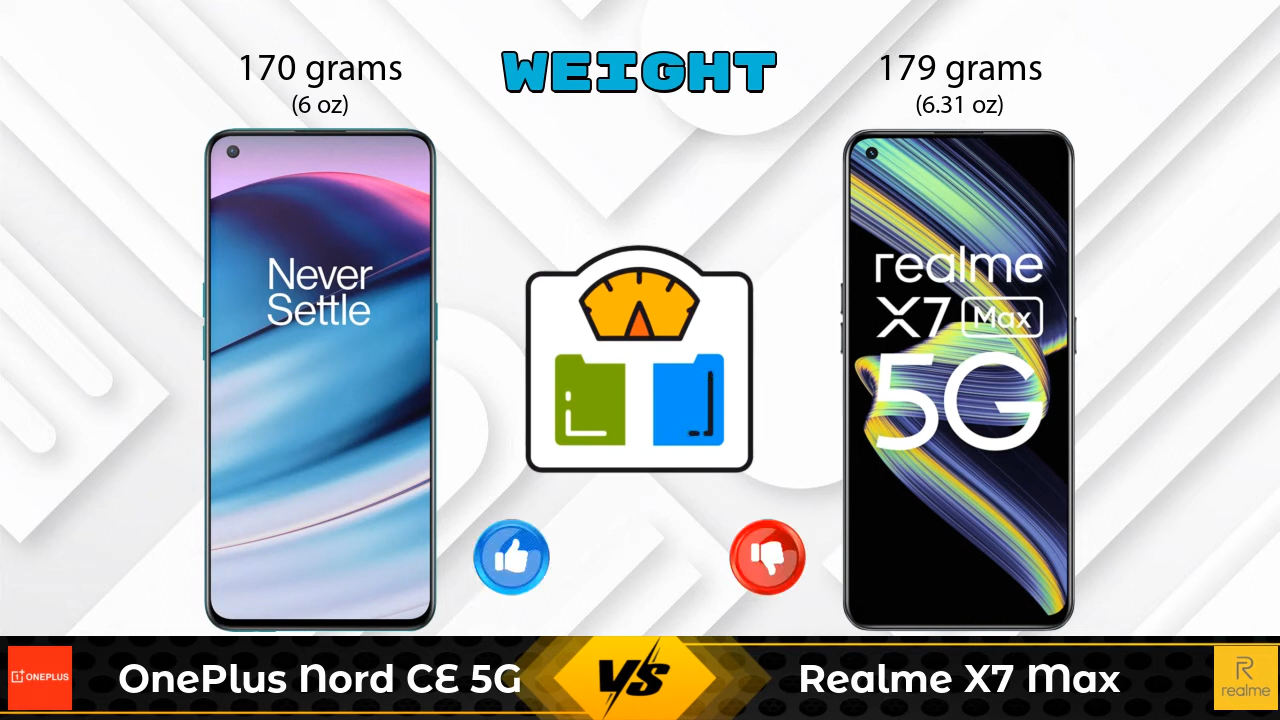 WEIGHT
170 grams
(6 oz)
179 grams
(6.31 oz)
Never
Settle
realme
X7 Max
5G
1+ ONEPLUS
OnePlus Nord CE 5G
VS
Realme X7 Max
R
realme